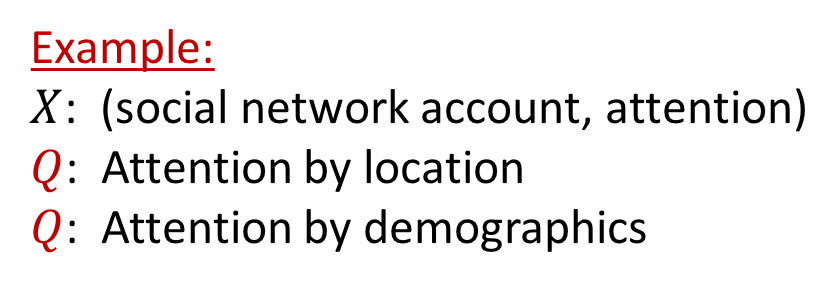 Example:
X: (social network account, attention)
Q: Attention by location
Q: Attention by demographics